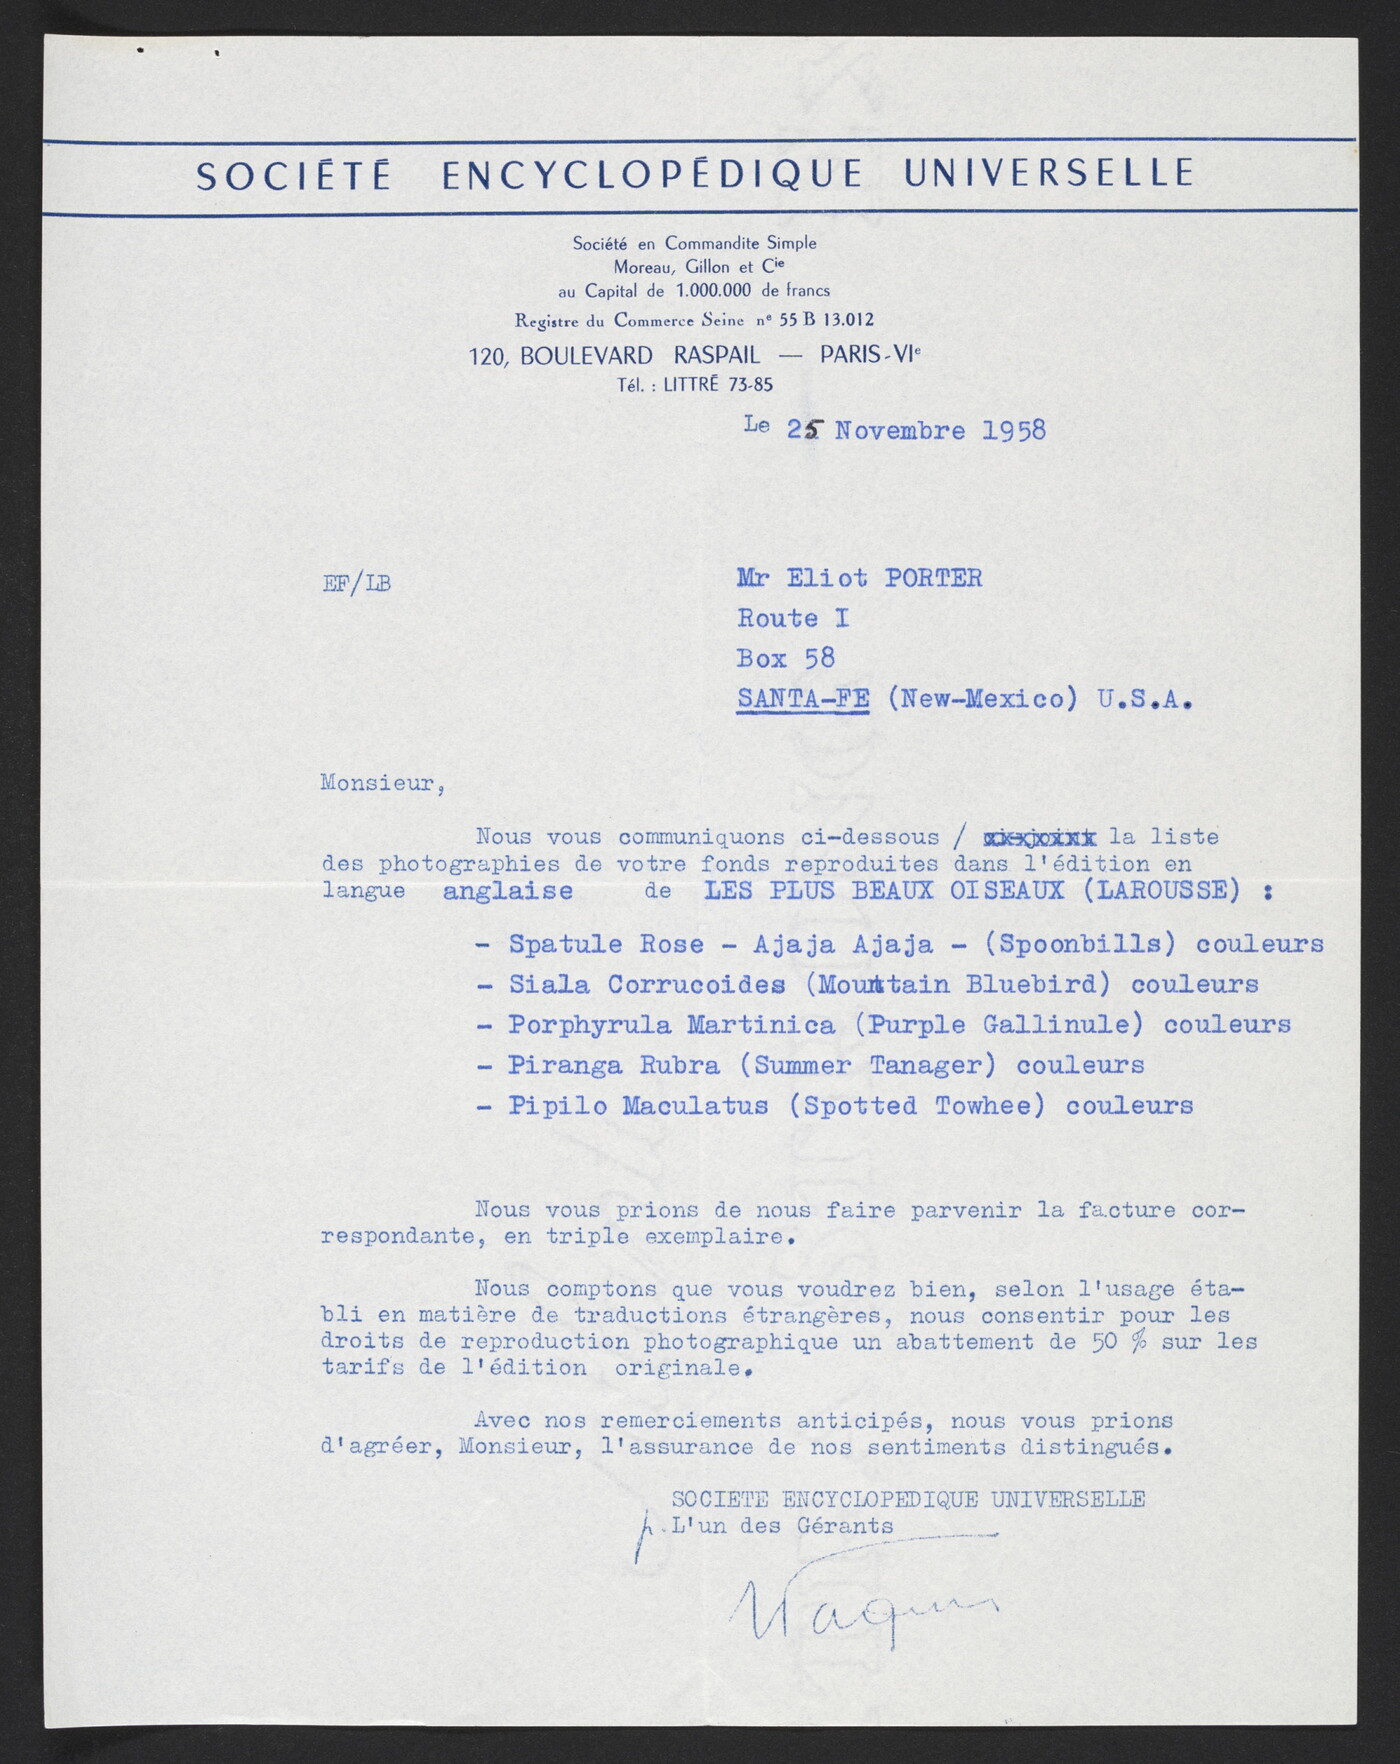 SOCIÉTÉ ENCYCLOPÉDIQUE UNIVERSELLE
Société en Commandite Simple
Moreau, Gillon et Cie
au Capital de 1.000.000 de francs
Registre du Commerce Seine nº 55 B 13.012
120, BOULEVARD RASPAIL — PARIS-VIe
Tél. : LITTRÉ 73-85
Le 25 Novembre 1958
EF/LB
Mr Eliot PORTER
Route I
Box 58
SANTA-FE (New-Mexico) U.S.A.
Monsieur,
Nous vous communiquons ci-dessous / la liste
des photographies de votre fonds reproduites dans l'édition en
langue anglaise de LES PLUS BEAUX OISEAUX (LAROUSSE) :
- Spatule Rose - Ajaja Ajaja - (Spoonbills) couleurs
- Siala Corrucoides (Mountain Bluebird) couleurs
- Porphyrula Martinica (Purple Gallinule) couleurs
- Piranga Rubra (Summer Tanager) couleurs
- Pipilo Maculatus (Spotted Towhee) couleurs
Nous vous prions de nous faire parvenir la facture cor-
respondante, en triple exemplaire.
Nous comptons que vous voudrez bien, selon l'usage éta-
bli en matière de traductions étrangères, nous consentir pour les
droits de reproduction photographique un abattement de 50 % sur les
tarifs de l'édition originale.
Avec nos remerciements anticipés, nous vous prions
d'agréer, Monsieur, l'assurance de nos sentiments distingués.
SOCIETE ENCYCLOPEDIQUE UNIVERSELLE
p. L'un des Gérants